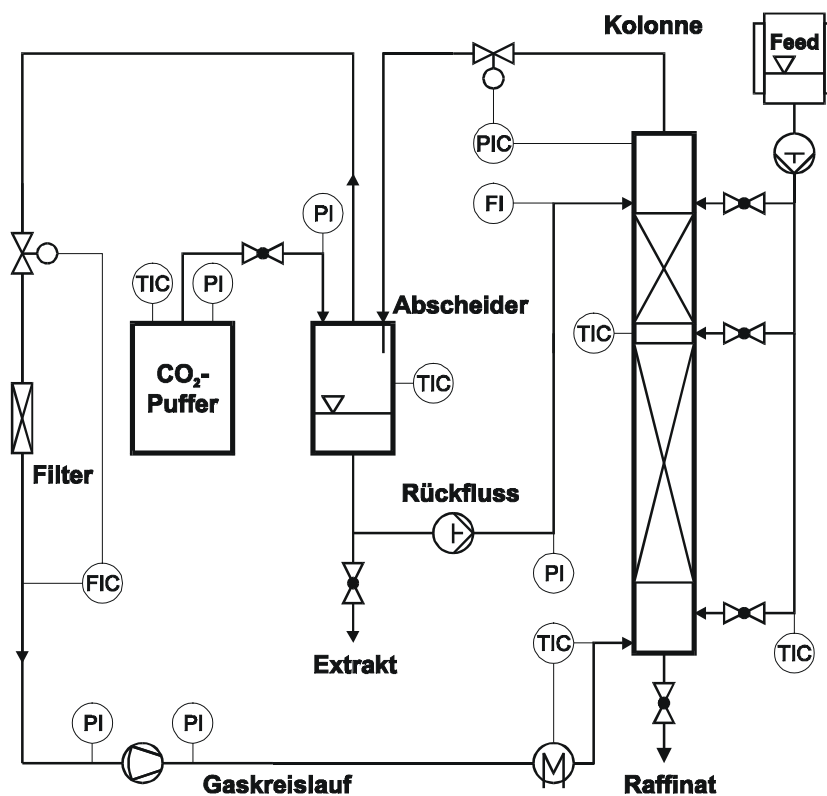 Kolonne
Feed
PIC
PI
FI
TIC
PI
Abscheider
TIC
CO₂-
Puffer
TIC
Filter
Rückfluss
FIC
PI
Extrakt
TIC
TIC
PI
PI
Gaskreislauf
M
Raffinat